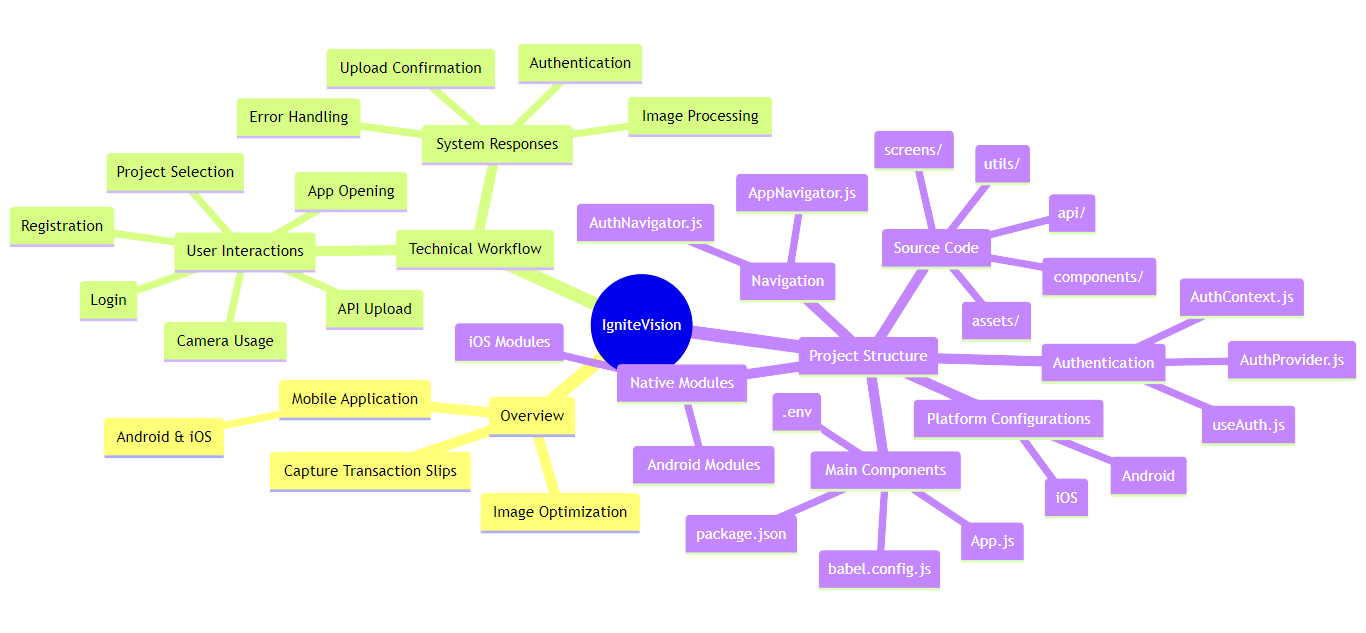 Upload Confirmation
Authentication
Error Handling
Image Processing
System Responses
Project Selection
App Opening
Registration
User Interactions
Technical Workflow
Login
API Upload
Camera Usage
IgniteVision
screens/
utils/
AppNavigator.js
AuthNavigator.js
api/
Source Code
Navigation
components/
assets/
AuthContext.js
iOS Modules
Project Structure
Authentication
AuthProvider.js
Native Modules
Mobile Application
Overview
.env
Platform Configurations
useAuth.js
Android & iOS
Capture Transaction Slips
Android Modules
Main Components
Android
iOS
Image Optimization
package.json
App.js
babel.config.js